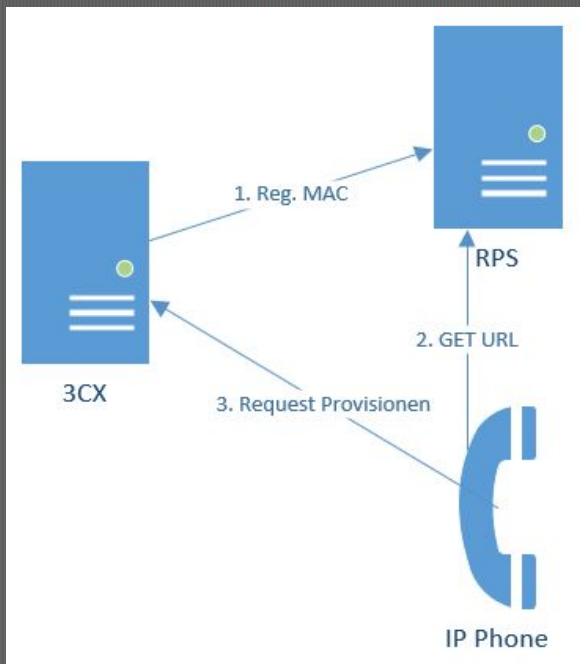 1. Reg. MAC
RPS
2. GET URL
3CX
3. Request Provisionen
IP Phone